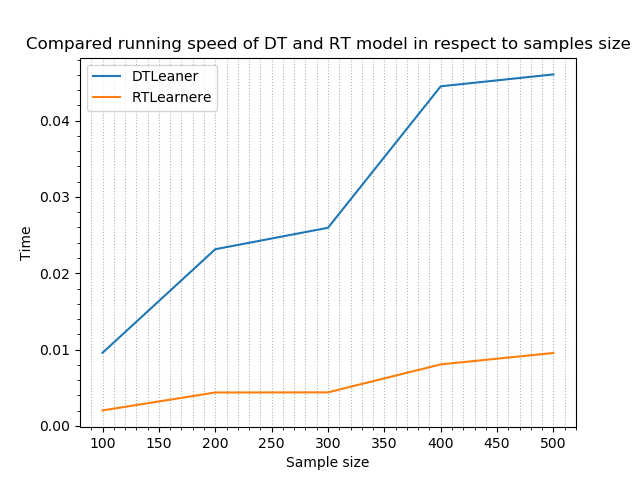 Compared running speed of DT and RT model in respect to samples size
DTLeaner
RTLearnere
0.04
0.03
0.02
0.01
0.00
Time
100 150 200 250 300 350 400 450 500
Sample size